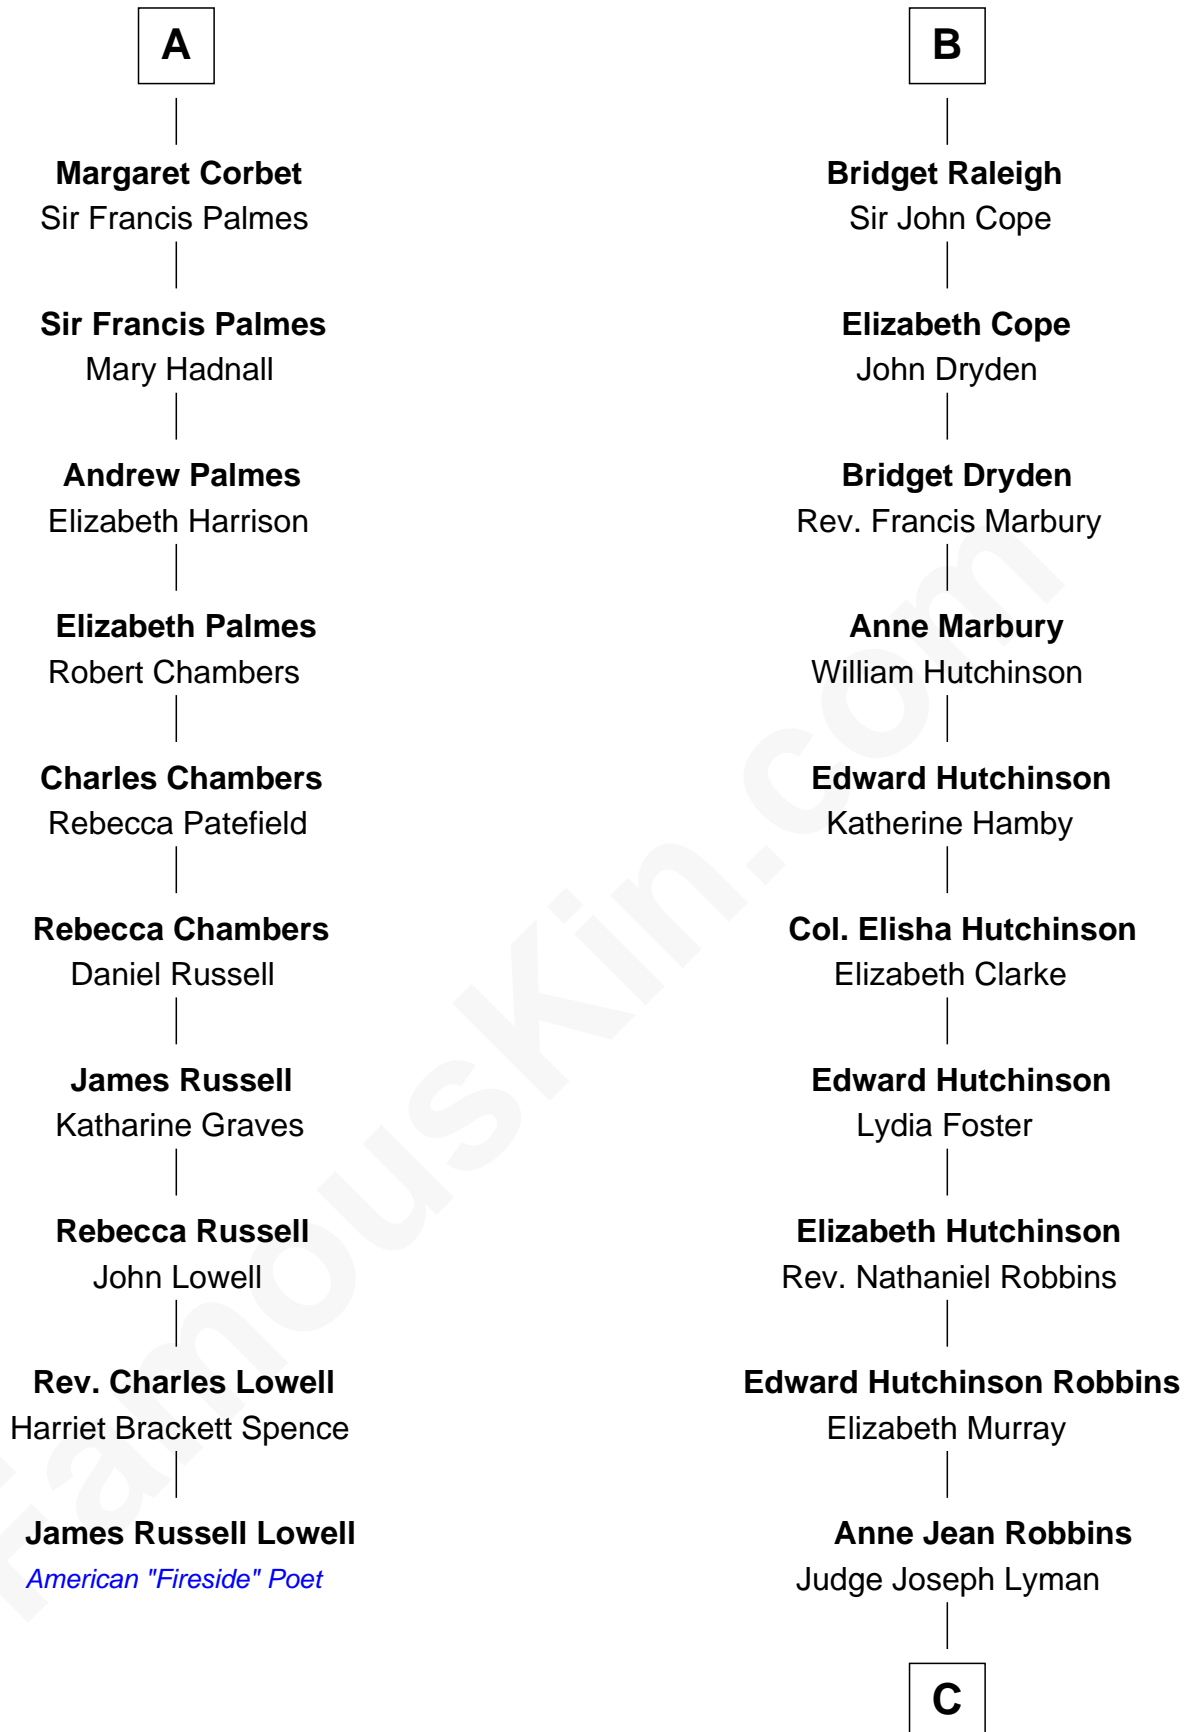 A
Margaret Corbet
Sir Francis Palmes
Sir Francis Palmes
Mary Hadnall
Andrew Palmes
Elizabeth Harrison
Elizabeth Palmes
Robert Chambers
Charles Chambers
Rebecca Patefield
Rebecca Chambers
Daniel Russell
James Russell
Katharine Graves
Rebecca Russell
John Lowell
Rev. Charles Lowell
Harriet Brackett Spence
James Russell Lowell
American "Fireside" Poet
B
Bridget Raleigh
Sir John Cope
Elizabeth Cope
John Dryden
Bridget Dryden
Rev. Francis Marbury
Anne Marbury
William Hutchinson
Edward Hutchinson
Katherine Hamby
Col. Elisha Hutchinson
Elizabeth Clarke
Edward Hutchinson
Lydia Foster
Elizabeth Hutchinson
Rev. Nathaniel Robbins
Edward Hutchinson Robbins
Elizabeth Murray
Anne Jean Robbins
Judge Joseph Lyman
C
FamousKin.com